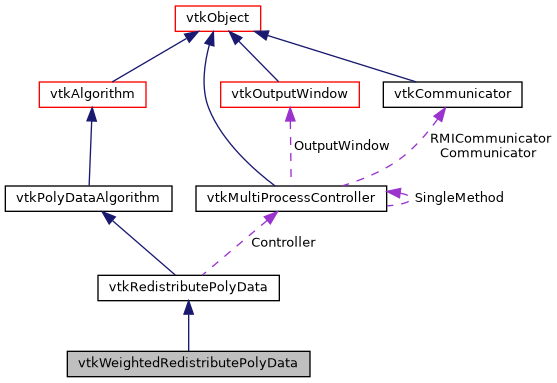 vtkObject
vtkAlgorithm
vtkOutputWindow
vtkCommunicator
OutputWindow
RMICommunicator
Communicator
vtkPolyDataAlgorithm
vtkMultiProcessController
SingleMethod
Controller
vtkRedistributePolyData
vtkWeightedRedistributePolyData